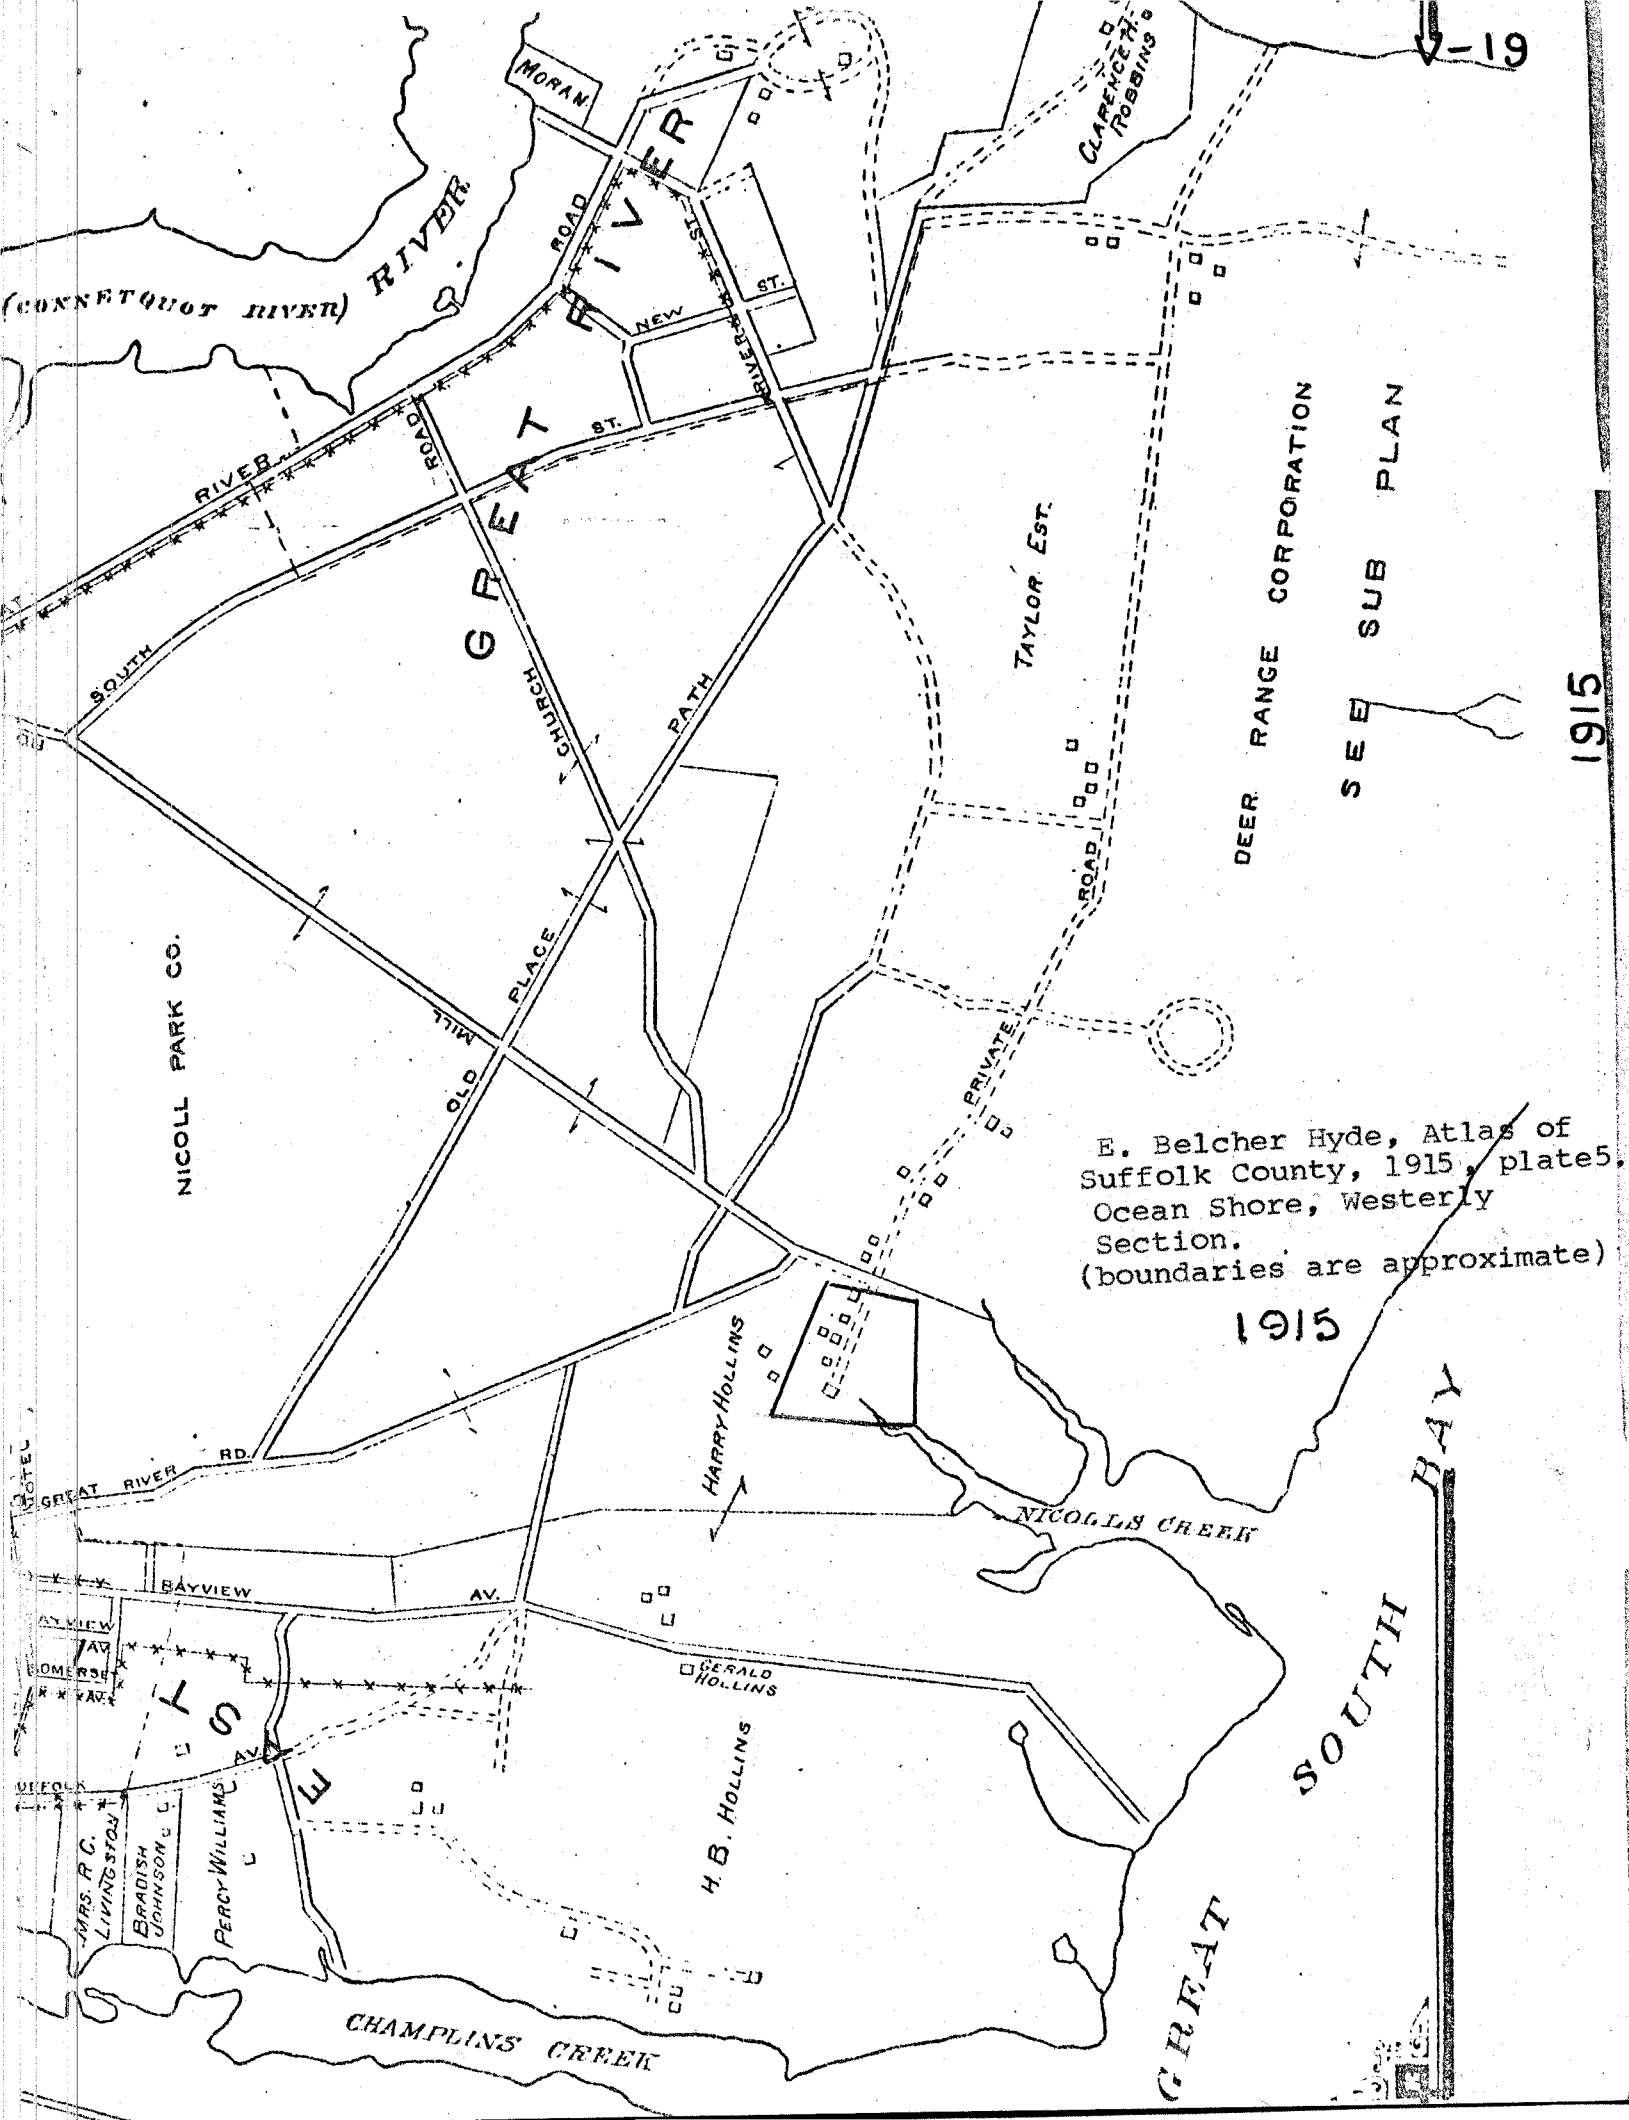 V-19
MORAN
CLARENCE H.
ROBBINS
RIVER
(CONNETQUOT RIVER)
GREAT RIVER
ROAD
RIVER
ST.
NEW ST.
RIVER
ROAD
ST.
SOUTH
CHURCH
PATH
PLACE
OLD
MILL
NICOLL PARK CO.
TAYLOR EST.
DEER RANGE CORPORATION
SEE SUB PLAN
1915
PRIVATE ROAD
E. Belcher Hyde, Atlas of
Suffolk County, 1915, plate5,
Ocean Shore, Westerly
Section.
(boundaries are approximate)
1915
HARRY HOLLINS
HOTEL
GREAT RIVER RD.
NICOLLS CREEK
BAYVIEW AV.
AV.
SOMERSET
AV.
GERALD
HOLLINS
H. B. HOLLINS
AV.
MRS. R C.
LIVINGSTON
BRADISH
JOHNSON
PERCY WILLIAMS
CHAMPLINS CREEK
GREAT SOUTH BAY